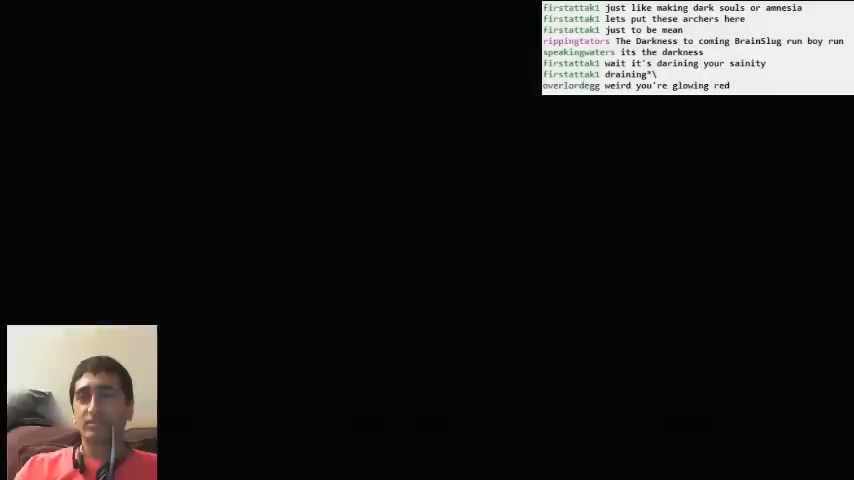 firstattak1 just like making dark souls or amnesia
firstattak1 lets put these archers here
firstattak1 just to be mean
rippingtators The Darkness to coming BrainSlug run boy run
speakingwaters its the darkness
firstattak1 wait it's darining your sainity
firstattak1 draining*\
overlordegg weird you're glowing red